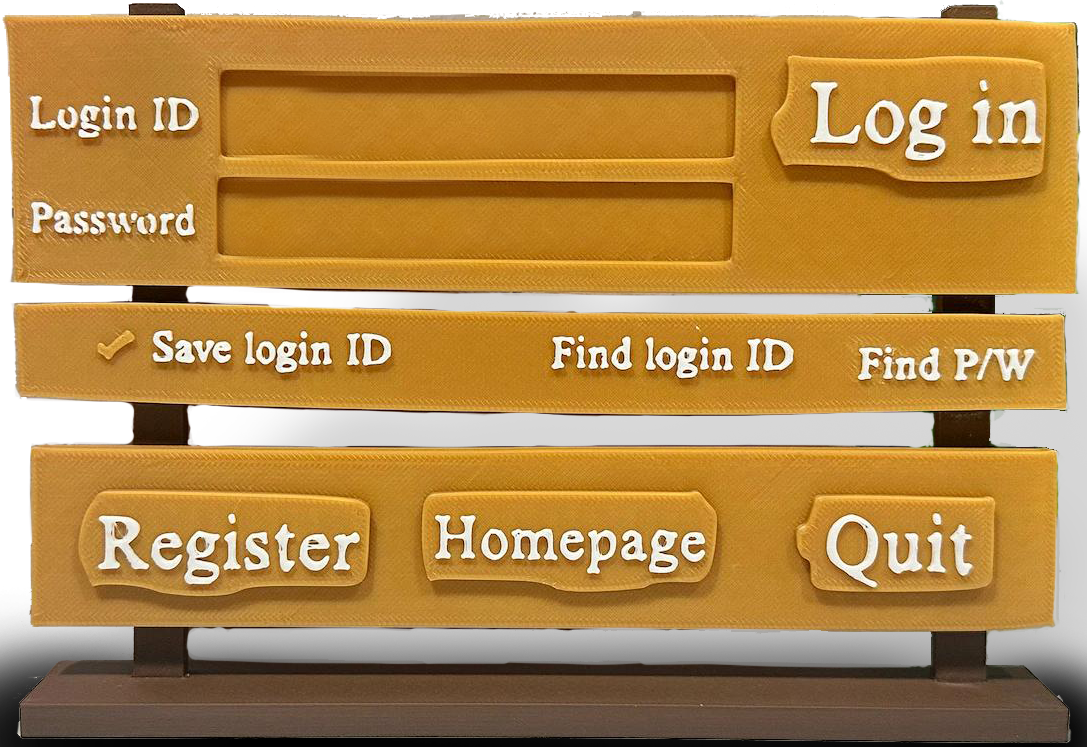 Login ID
Log in
Password
Save login ID Find login ID Find P/W
Register Homepage Quit